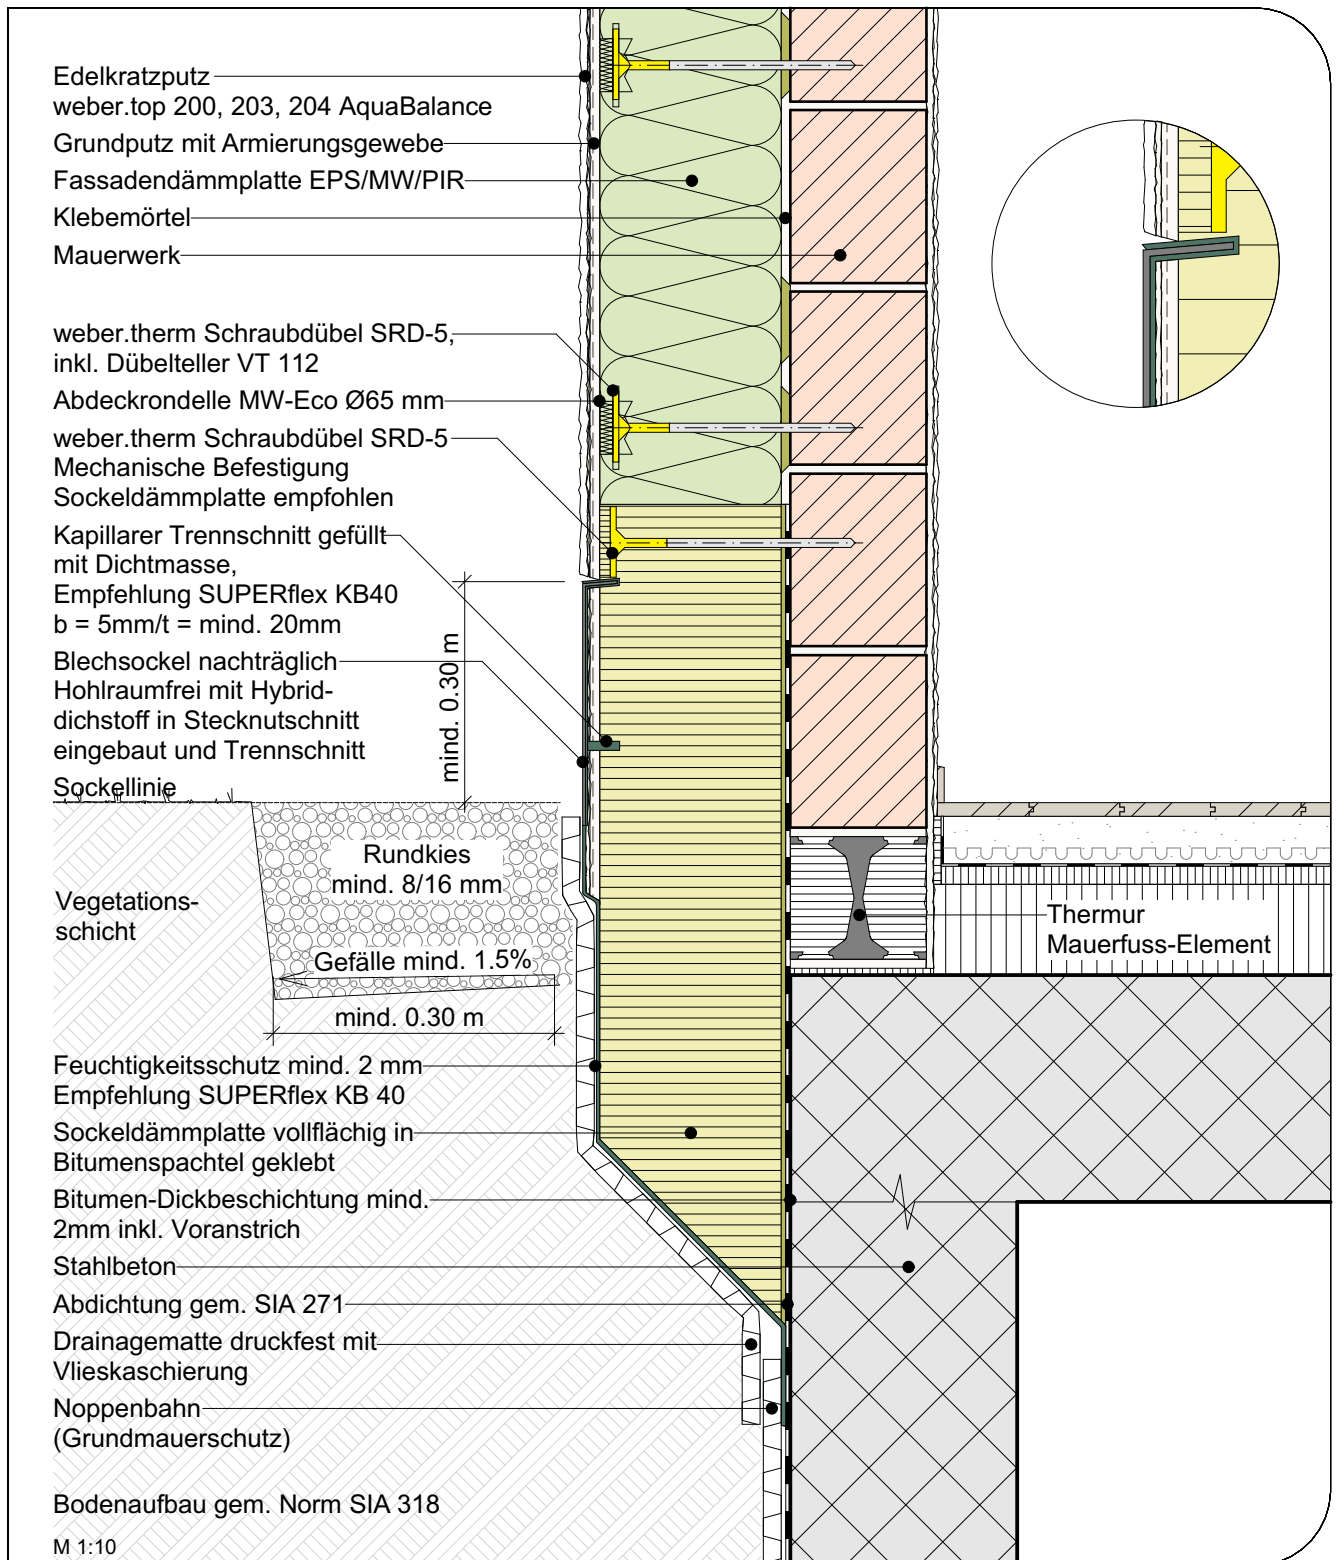 Edelkratzputz
weber.top 200, 203, 204 AquaBalance
Grundputz mit Armierungsgewebe
Fassadendämmplatte EPS/MW/PIR
Klebemörtel
Mauerwerk
weber.therm Schraubdübel SRD-5,
inkl. Dübelteller VT 112
Abdeckrondelle MW-Eco Ø65 mm
weber.therm Schraubdübel SRD-5
Mechanische Befestigung
Sockeldämmplatte empfohlen
Kapillarer Trennschnitt gefüllt
mit Dichtmasse,
Empfehlung SUPERflex KB40
b = 5mm/t = mind. 20mm
Blechsockel nachträglich
Hohlraumfrei mit Hybrid-
dichstoff in Stecknutschnitt
eingebaut und Trennschnitt
mind. 0.30 m
Sockellinie
Rundkies
mind. 8/16 mm
Vegetations-
schicht
Gefälle mind. 1.5%
mind. 0.30 m
Thermur
Mauerfuss-Element
Feuchtigkeitsschutz mind. 2 mm
Empfehlung SUPERflex KB 40
Sockeldämmplatte vollflächig in
Bitumenspachtel geklebt
Bitumen-Dickbeschichtung mind.
2mm inkl. Voranstrich
Stahlbeton
Abdichtung gem. SIA 271
Drainagematte druckfest mit
Vlieskaschierung
Noppenbahn
(Grundmauerschutz)
Bodenaufbau gem. Norm SIA 318
M 1:10